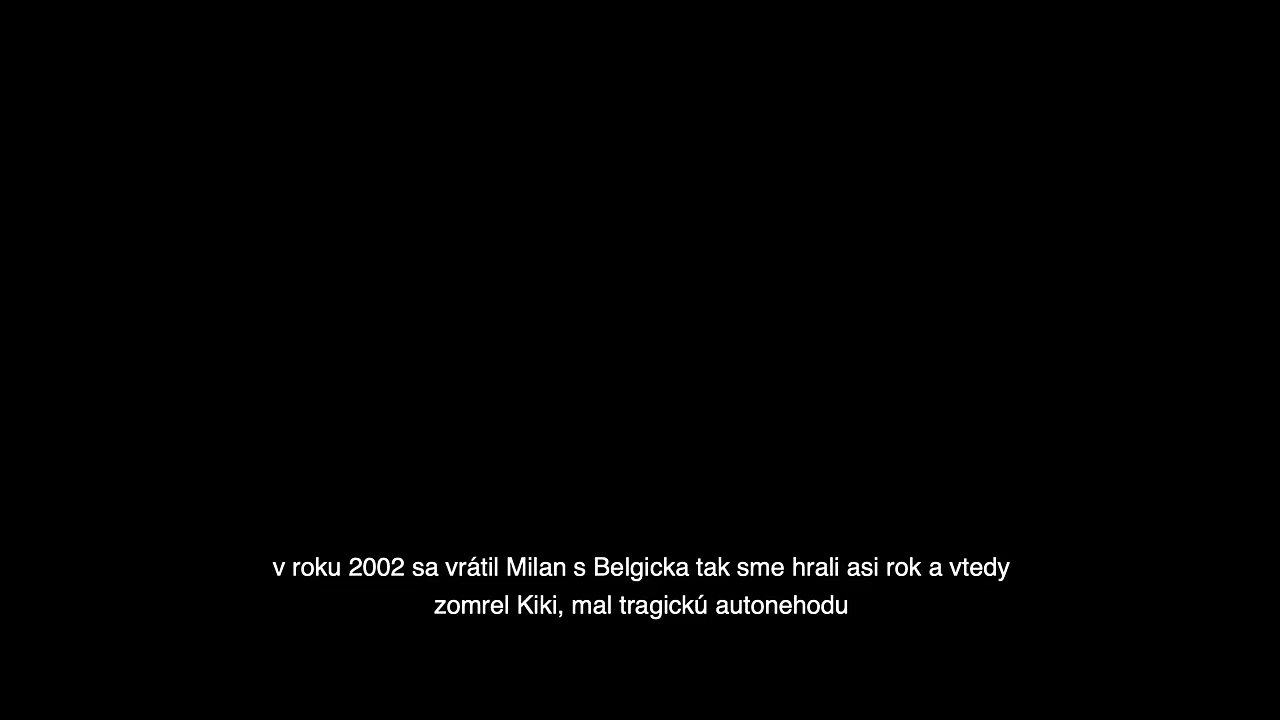 v roku 2002 sa vrátil Milan s Belgicka tak sme hrali asi rok a vtedy
zomrel Kiki, mal tragickú autonehodu